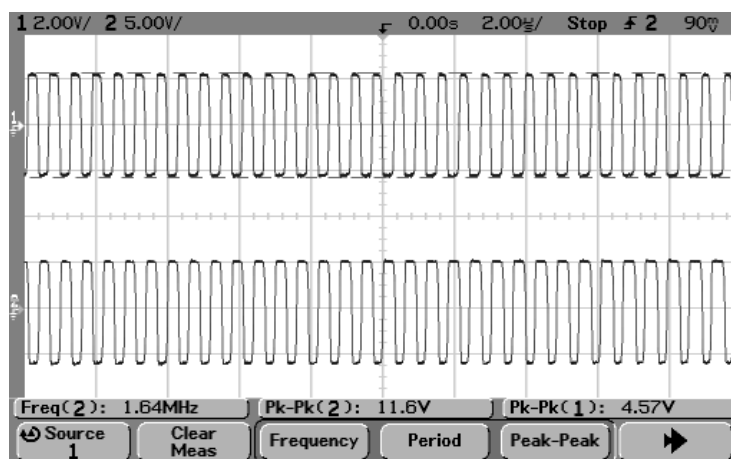 1 2.00V/ 2 5.00V/ 0.00s 2.00µs/ Stop 2 90mV
Freq(2): 1.64MHz Pk-Pk(2): 11.6V Pk-Pk(1): 4.57V
Source 1 Clear Meas Frequency Period Peak-Peak